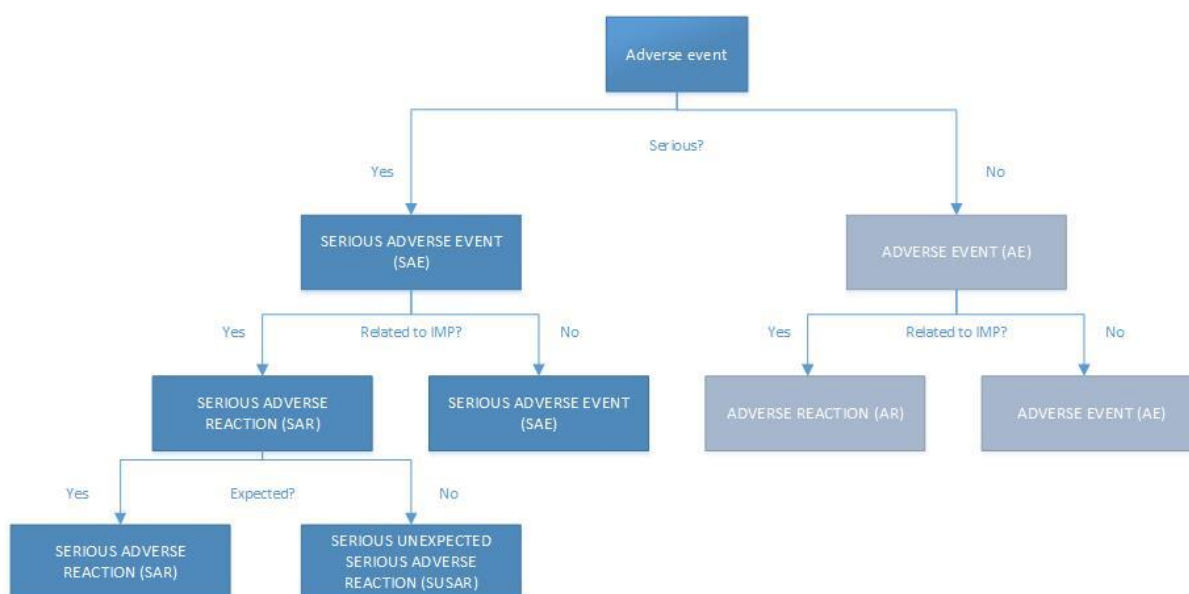 Adverse event
Serious?
Yes
No
SERIOUS ADVERSE EVENT
(SAE)
ADVERSE EVENT (AE)
Yes
Related to IMP?
No
Yes
Related to IMP?
No
SERIOUS ADVERSE
REACTION (SAR)
SERIOUS ADVERSE EVENT
(SAE)
ADVERSE REACTION (AR)
ADVERSE EVENT (AE)
Yes
Expected?
No
SERIOUS ADVERSE
REACTION (SAR)
SERIOUS UNEXPECTED
SERIOUS ADVERSE
REACTION (SUSAR)